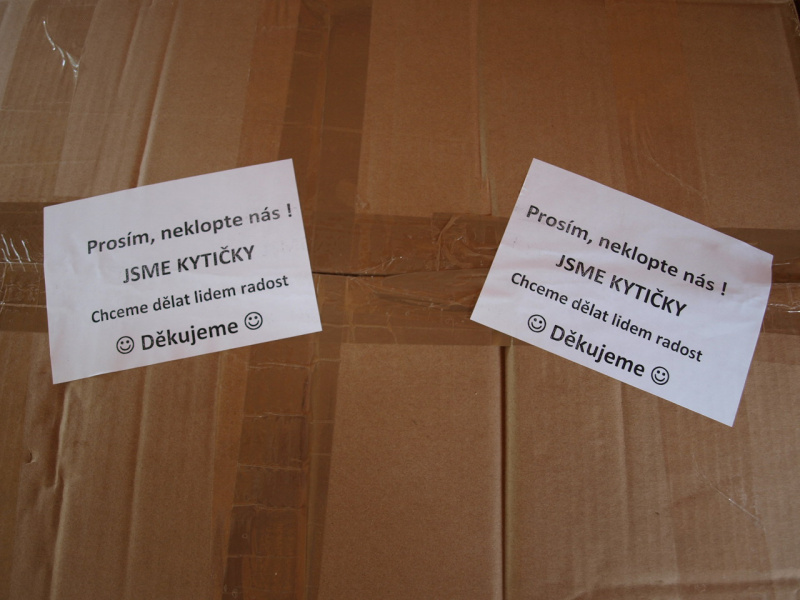 Prosím, neklopte nás !
JSME KYTIČKY
Chceme dělat lidem radost
☺ Děkujeme ☺
Prosím, neklopte nás !
JSME KYTIČKY
Chceme dělat lidem radost
☺ Děkujeme ☺